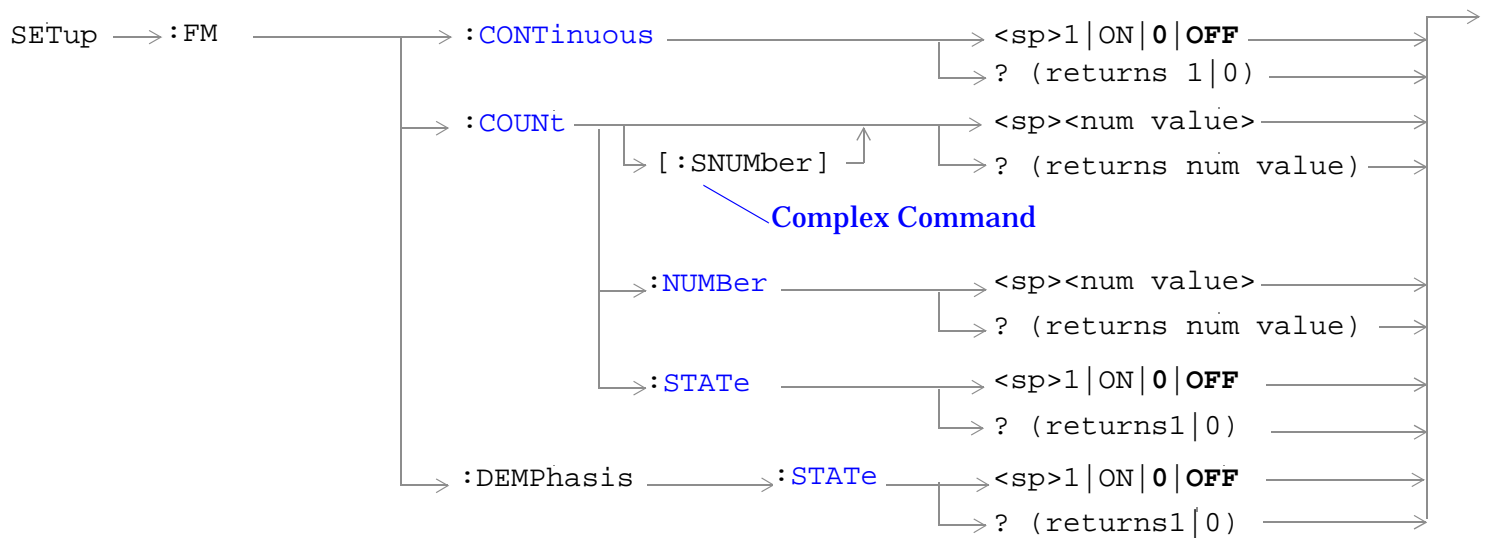 SETup :FM :CONTinuous <sp>1|ON|0|OFF
? (returns 1|0)
:COUNt <sp><num value>
[:SNUMber] ? (returns num value)
Complex Command
:NUMBer <sp><num value>
? (returns num value)
:STATe <sp>1|ON|0|OFF
? (returns1|0)
:DEMPhasis :STATe <sp>1|ON|0|OFF
? (returns1|0)